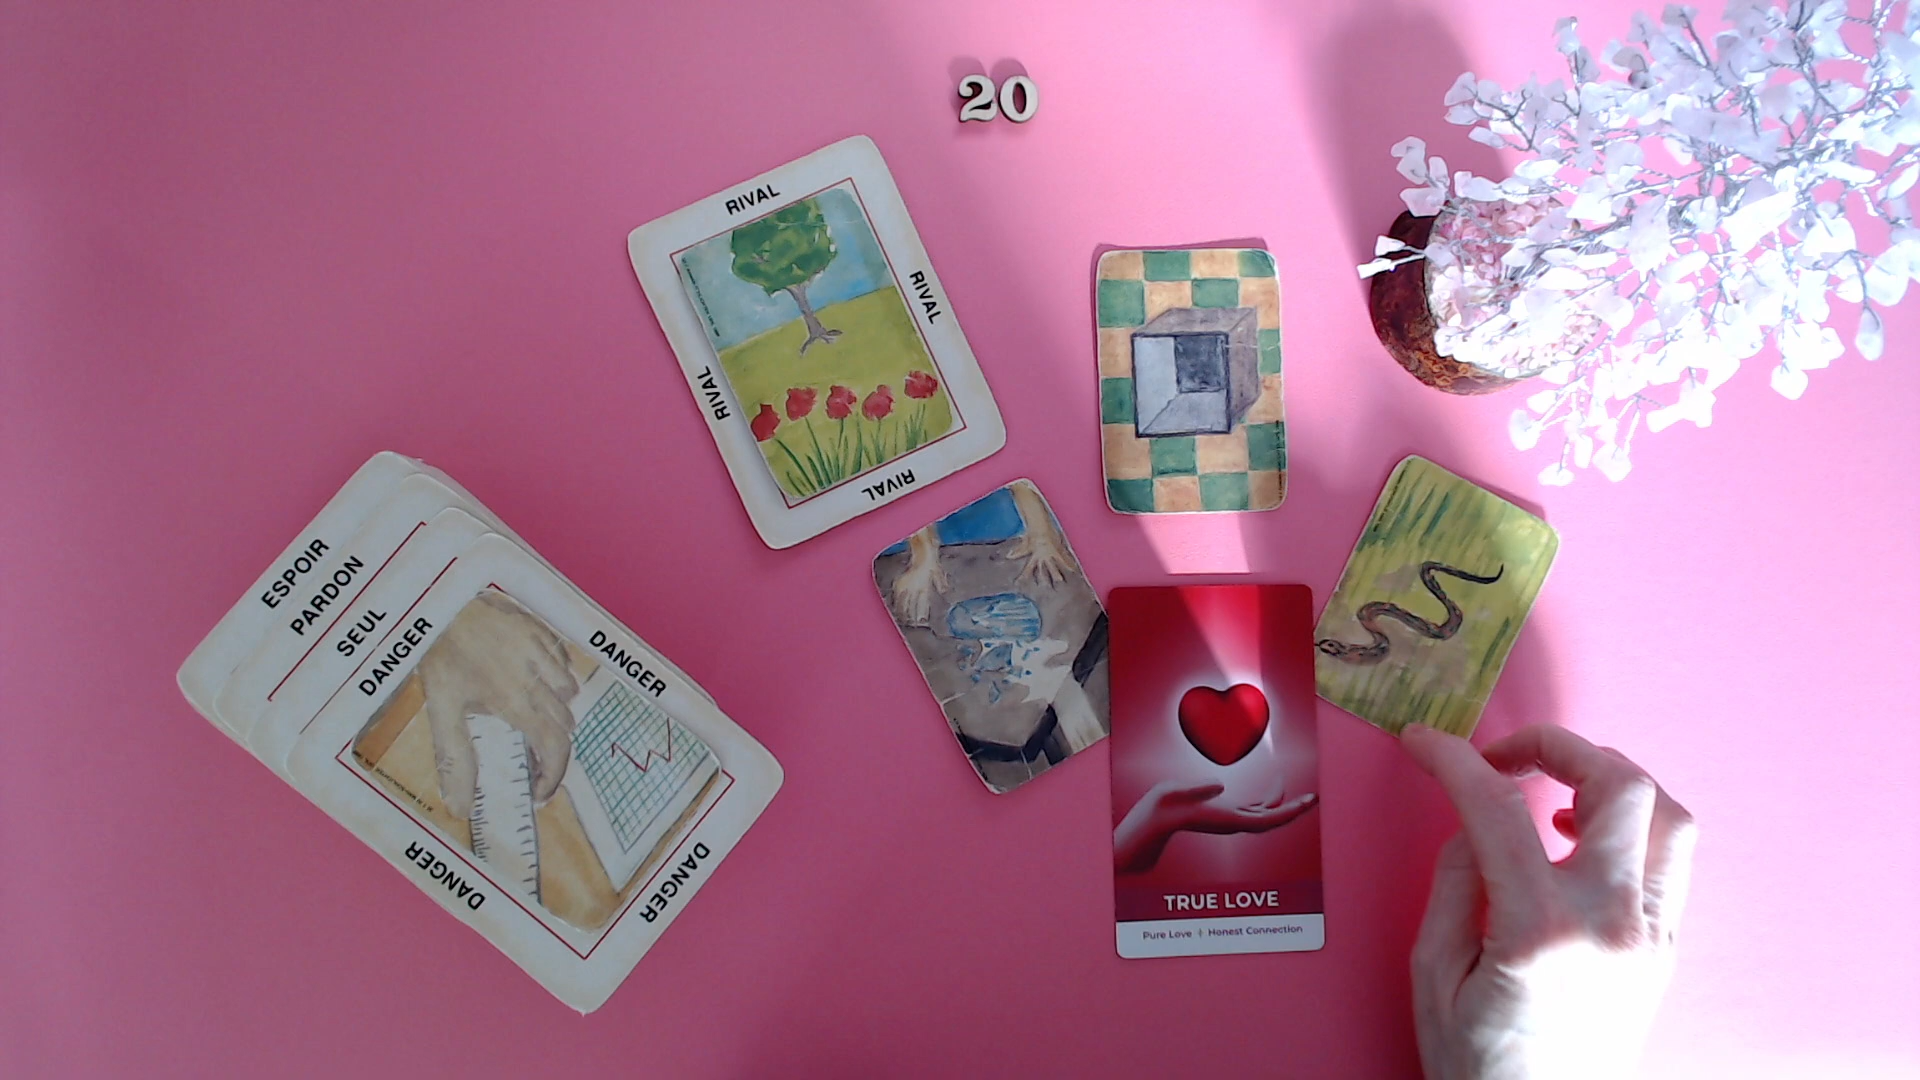 20
RIVAL
RIVAL
RIVAL
RIVAL
ESPOIR
PARDON
SEUL
DANGER
DANGER
DANGER
DANGER
TRUE LOVE
Pure Love + Honest Connection